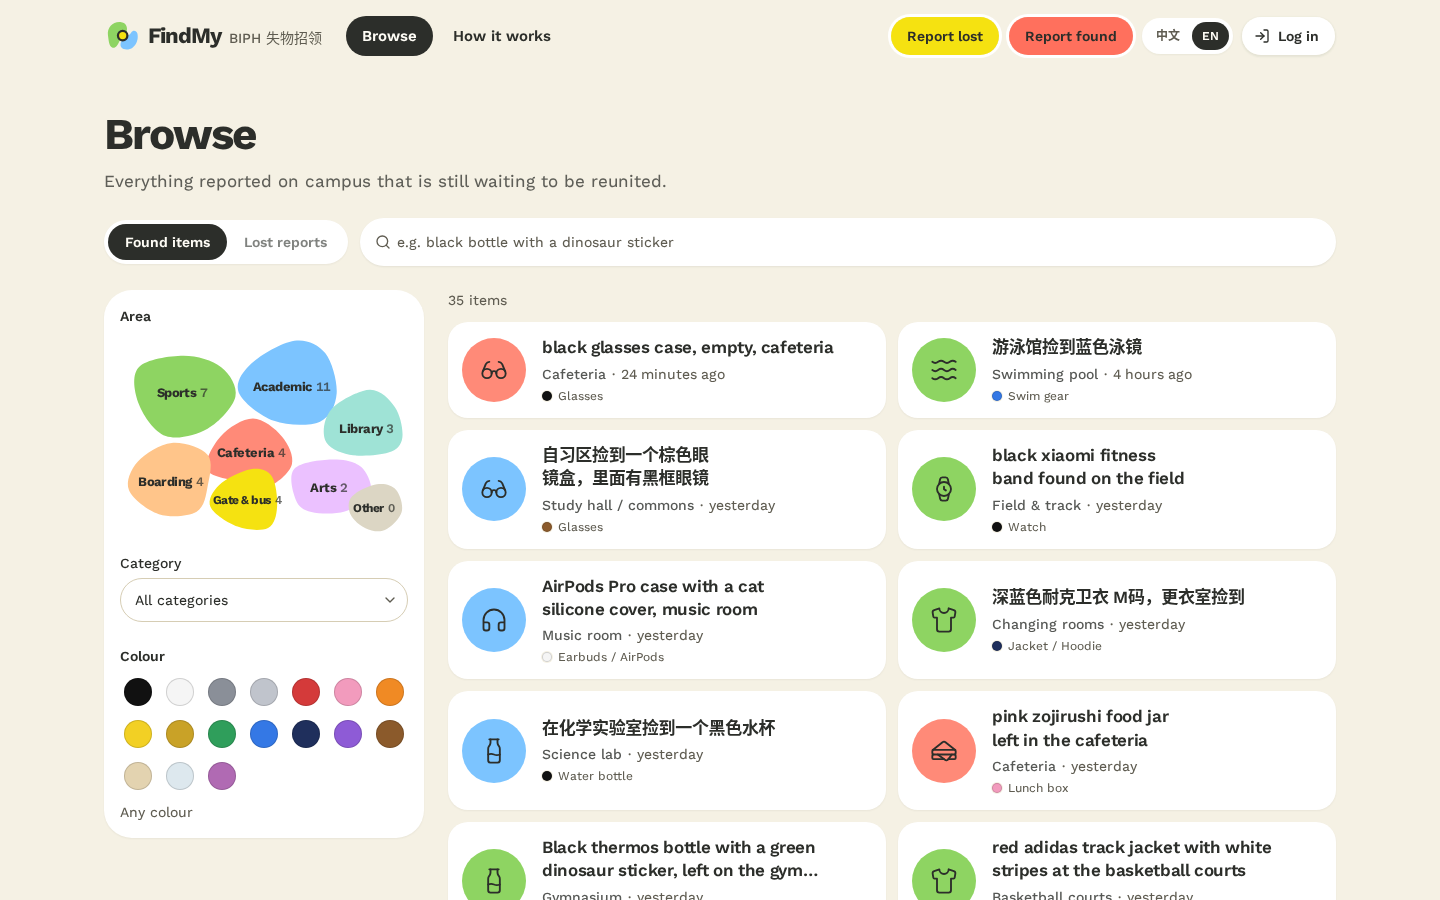 FindMy BIPH 失物招领
Browse
How it works
Report lost
Report found
中文
EN
Log in
Browse
Everything reported on campus that is still waiting to be reunited.
Found items
Lost reports
e.g. black bottle with a dinosaur sticker
Area
Sports 7
Academic 11
Library 3
Cafeteria 4
Boarding 4
Gate & bus 4
Arts 2
Other 0
Category
All categories
Colour
Any colour
35 items
black glasses case, empty, cafeteria
Cafeteria · 24 minutes ago
Glasses
游泳馆捡到蓝色泳镜
Swimming pool · 4 hours ago
Swim gear
自习区捡到一个棕色眼
镜盒，里面有黑框眼镜
Study hall / commons · yesterday
Glasses
black xiaomi fitness
band found on the field
Field & track · yesterday
Watch
AirPods Pro case with a cat
silicone cover, music room
Music room · yesterday
Earbuds / AirPods
深蓝色耐克卫衣 M码，更衣室捡到
Changing rooms · yesterday
Jacket / Hoodie
在化学实验室捡到一个黑色水杯
Science lab · yesterday
Water bottle
pink zojirushi food jar
left in the cafeteria
Cafeteria · yesterday
Lunch box
Black thermos bottle with a green
dinosaur sticker, left on the gym…
Gymnasium · yesterday
red adidas track jacket with white
stripes at the basketball courts
Basketball courts · yesterday